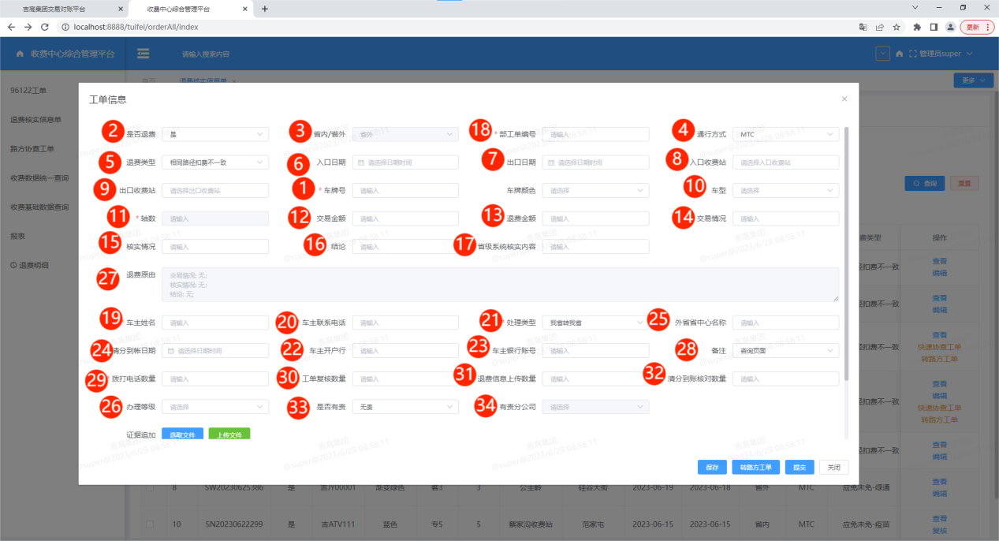 吉高集团交易对账平台
收费中心综合管理平台
localhost:8888/tuifei/orderAll/index
更新
收费中心综合管理平台
请输入搜索内容
管理员super
首页
退费核实信息单
更多
96122工单
退费核实信息单
路方协查工单
收费数据统一查询
收费基础数据查询
报表
退费明细
查询
重置
工单信息
2 是否退费 是
3 省内/省外 省外
18 * 部工单编号 请输入
4 通行方式 MTC
5 退费类型 相同路径扣费不一致
6 入口日期 请选择日期时间
7 出口日期 请选择日期时间
8 入口收费站 请选择入口收费站
9 出口收费站 请选择出口收费站
1 * 车牌号 请输入
车牌颜色 请选择
10 车型 请选择
11 * 轴数 请输入
12 交易金额 请输入
13 退费金额 请输入
14 交易情况 请输入
15 核实情况 请输入
16 结论 请输入
17 省级系统核实内容 请输入
27 退费原由 交易情况: 无;
核实情况: 无;
结论: 无;
19 车主姓名 请输入
20 车主联系电话 请输入
21 * 处理类型 我省转我省
25 外省省中心名称 请输入
24 清分到帐日期 请选择日期时间
22 车主开户行 请输入
23 车主银行账号 请输入
28 备注 咨询页面
29 拨打电话数量 请输入
30 工单复核数量 请输入
31 退费信息上传数量 请输入
32 清分到账核对数量 请输入
26 办理等级 请选择
33 是否有责 无责
34 有责分公司 请选择
证据追加 选取文件 上传文件
保存 转路方工单 提交 关闭
费类型 操作
径扣费不一致 查看
编辑
径扣费不一致 查看
编辑
径扣费不一致 查看
快速协查工单
转路方工单
径扣费不一致 查看
编辑
快速协查工单
转路方工单
径扣费不一致 查看
编辑
8 SW20230625386 是 吉JY00001 渐变绿色 客3 3 公主岭 硅谷大街 2023-06-19 2023-06-18 省外 MTC 应免未免-绿通 查看
编辑
10 SN20230622299 是 吉ATV111 蓝色 专5 5 蔡家沟收费站 范家屯 2023-06-15 2023-06-15 省内 MTC 应免未免-疫苗 查看
复核
吉高集团
@super@2023/6/28 08:58:11